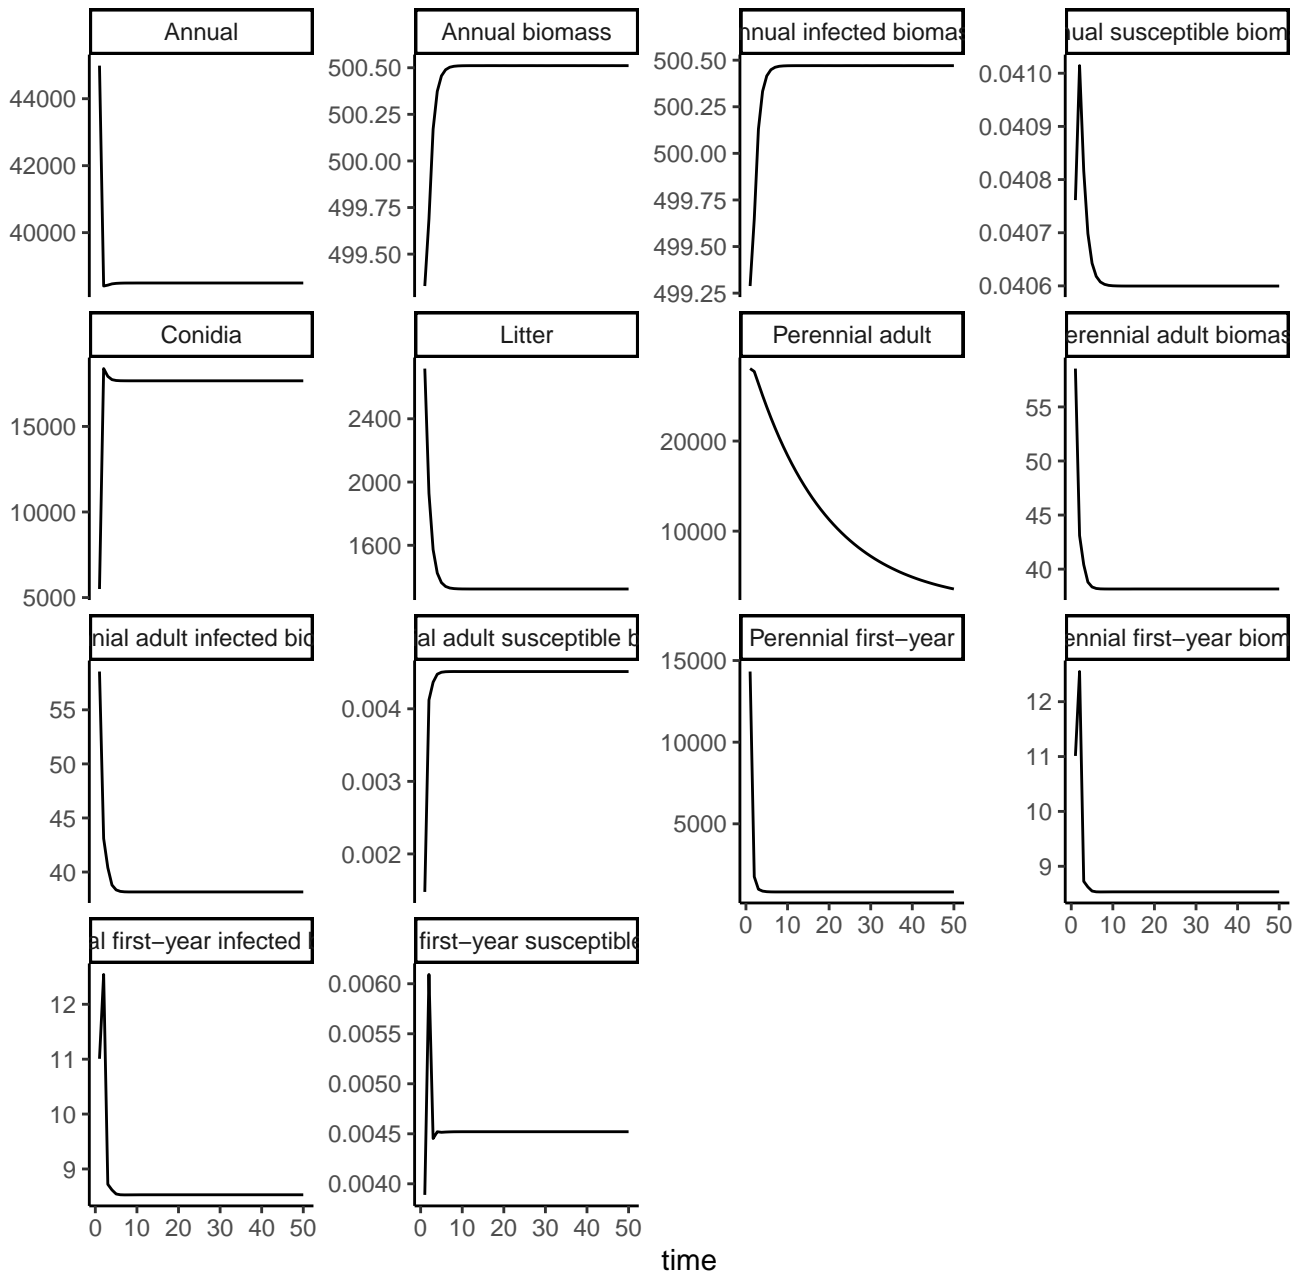 Annual
Annual biomass
nnual infected biomas
ual susceptible biom
44000
42000
40000
500.50
500.25
500.00
499.75
499.50
500.50
500.25
500.00
499.75
499.50
499.25
0.0410
0.0409
0.0408
0.0407
0.0406
Conidia
Litter
Perennial adult
erennial adult biomas
15000
10000
5000
2400
2000
1600
20000
10000
55
50
45
40
nial adult infected bio
al adult susceptible b
Perennial first−year
ennial first−year biom
55
50
45
40
0.004
0.003
0.002
15000
10000
5000
0 10 20 30 40 50
12
11
10
9
0 10 20 30 40 50
al first−year infected
first−year susceptible
12
11
10
9
0 10 20 30 40 50
0.0060
0.0055
0.0050
0.0045
0.0040
0 10 20 30 40 50
time